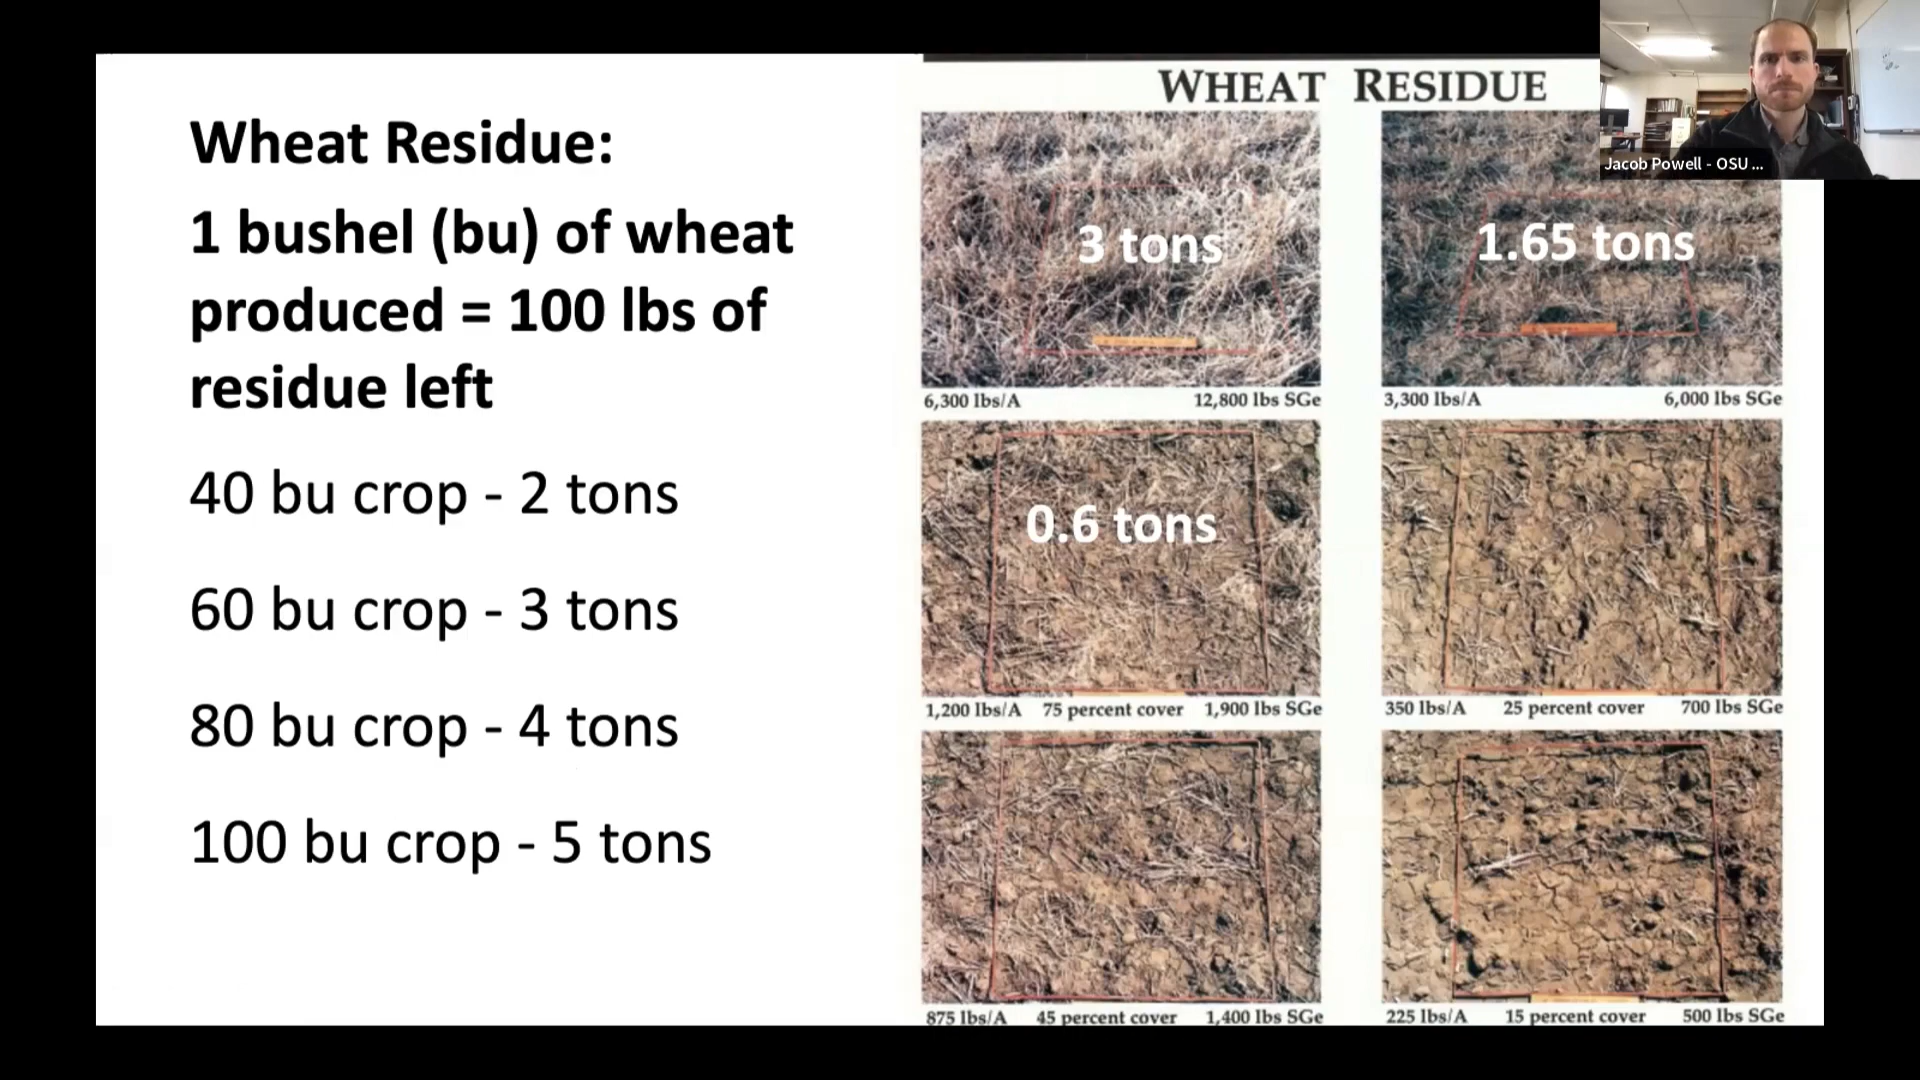 Wheat Residue:
1 bushel (bu) of wheat
produced = 100 lbs of
residue left
40 bu crop - 2 tons
60 bu crop - 3 tons
80 bu crop - 4 tons
100 bu crop - 5 tons
WHEAT RESIDUE
3 tons
1.65 tons
6,300 lbs/A 12,800 lbs SGe
3,300 lbs/A 6,000 lbs SGe
0.6 tons
1,200 lbs/A 75 percent cover 1,900 lbs SGe
350 lbs/A 25 percent cover 700 lbs SGe
875 lbs/A 45 percent cover 1,400 lbs SGe
225 lbs/A 15 percent cover 500 lbs SGe
Jacob Powell - OSU ...